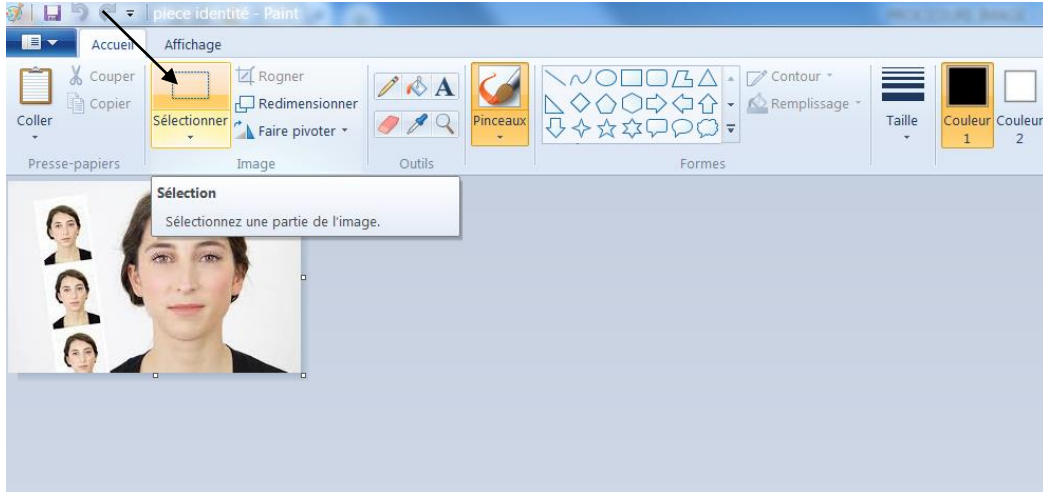 piece identité - Paint
Accueil Affichage
Coller
Couper
Copier
Presse-papiers
Sélectionner
Rogner
Redimensionner
Faire pivoter
Image
A
Outils
Pinceaux
Contour
Remplissage
Formes
Taille
Couleur 1
Couleur 2
Sélection
Sélectionnez une partie de l'image.